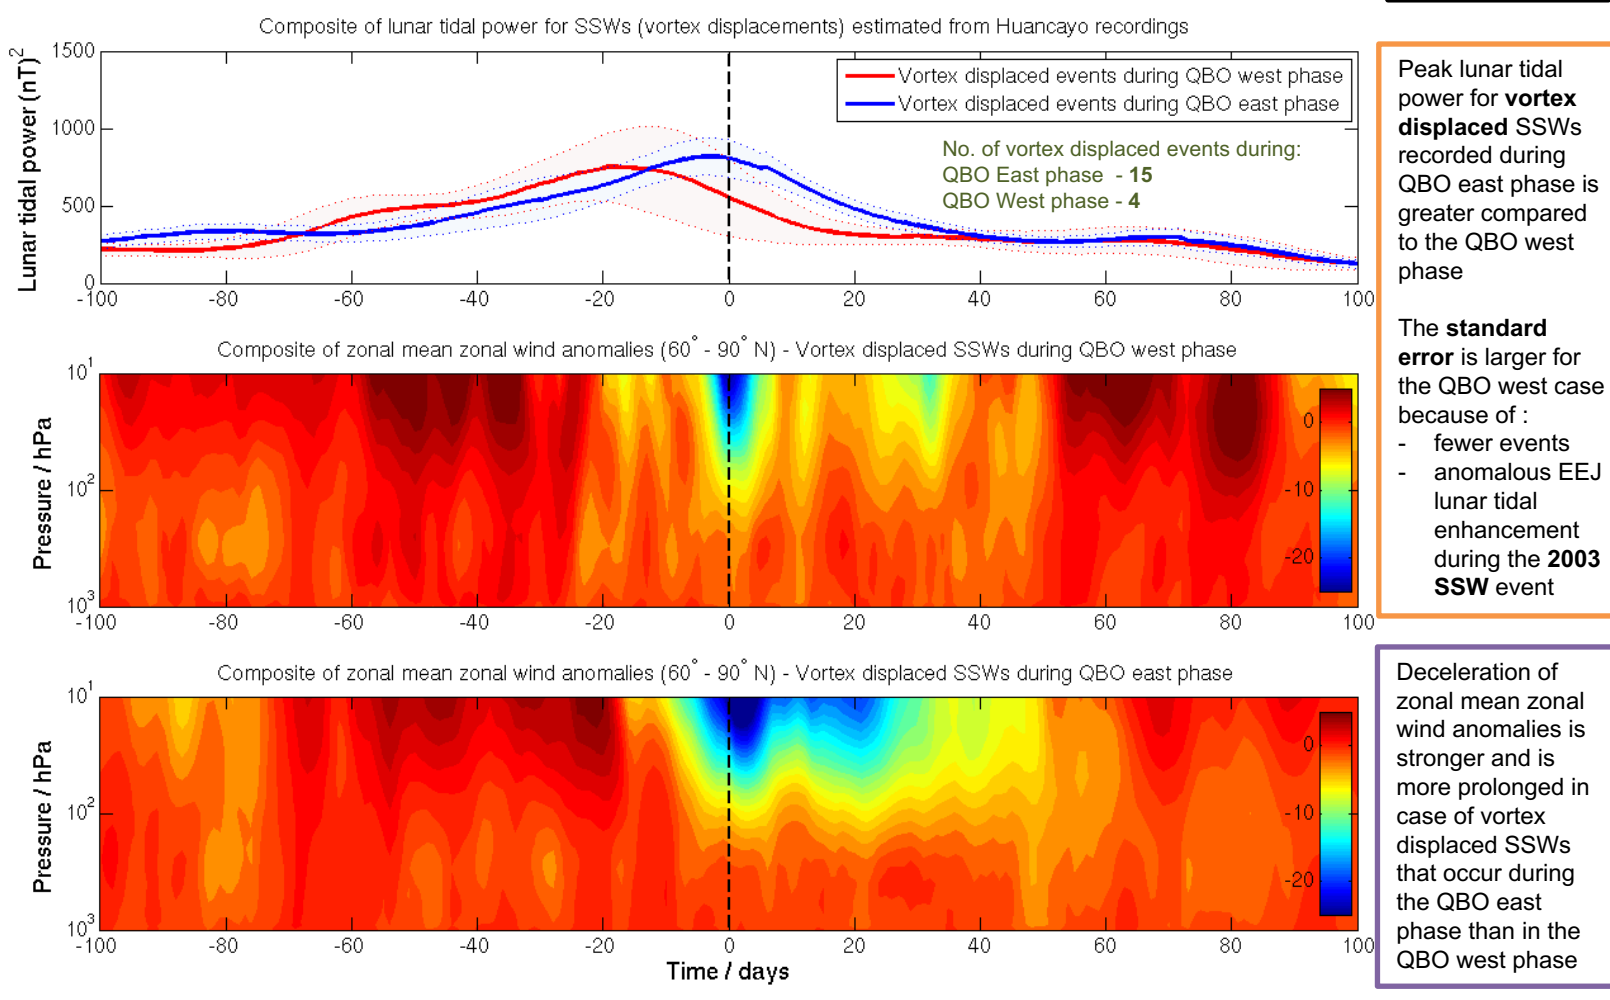 Composite of lunar tidal power for SSWs (vortex displacements) estimated from Huancayo recordings
Lunar tidal power (nT)²
1500
1000
500
0
Vortex displaced events during QBO west phase
Vortex displaced events during QBO east phase
No. of vortex displaced events during:
QBO East phase - 15
QBO West phase - 4
-100 -80 -60 -40 -20 0 20 40 60 80 100
Composite of zonal mean zonal wind anomalies (60° - 90° N) - Vortex displaced SSWs during QBO west phase
Pressure / hPa
10¹
10²
10³
0
-10
-20
-100 -80 -60 -40 -20 0 20 40 60 80 100
Composite of zonal mean zonal wind anomalies (60° - 90° N) - Vortex displaced SSWs during QBO east phase
Pressure / hPa
10¹
10²
10³
0
-10
-20
-100 -80 -60 -40 -20 0 20 40 60 80 100
Time / days
Peak lunar tidal
power for vortex
displaced SSWs
recorded during
QBO east phase is
greater compared
to the QBO west
phase
The standard
error is larger for
the QBO west case
because of :
- fewer events
- anomalous EEJ
lunar tidal
enhancement
during the 2003
SSW event
Deceleration of
zonal mean zonal
wind anomalies is
stronger and is
more prolonged in
case of vortex
displaced SSWs
that occur during
the QBO east
phase than in the
QBO west phase